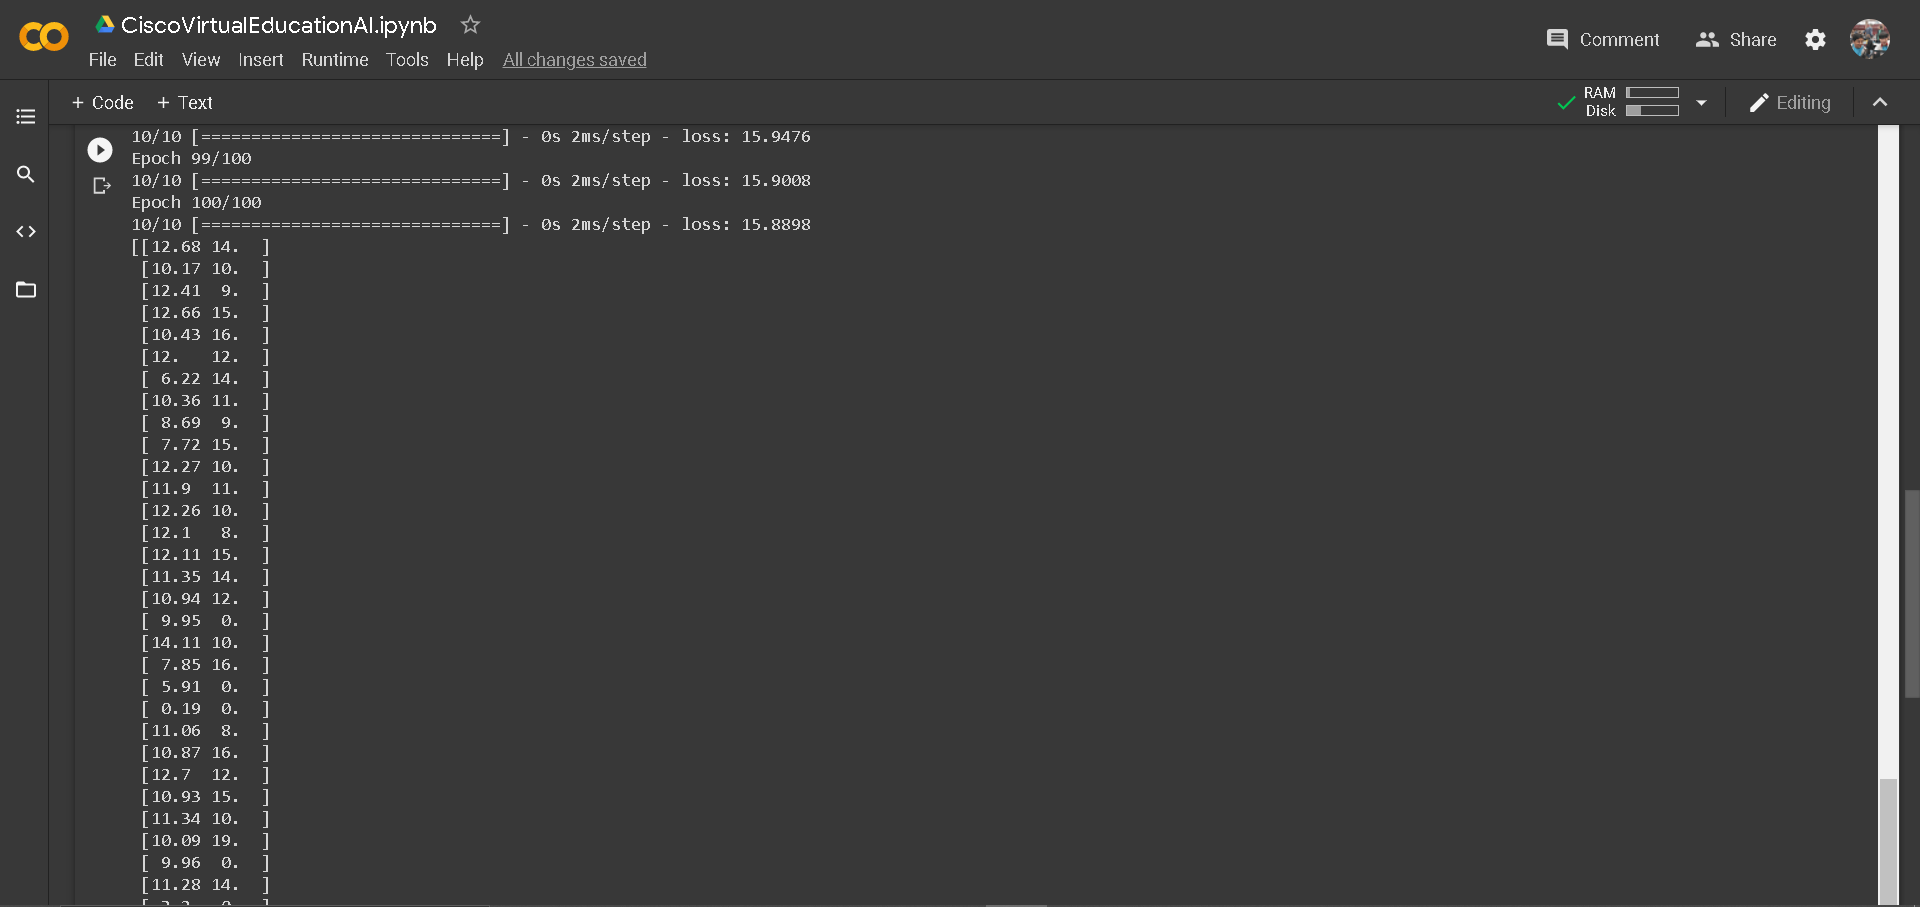 CiscoVirtualEducationAI.ipynb
File Edit View Insert Runtime Tools Help All changes saved
Comment Share
+ Code + Text
RAM
Disk
Editing
10/10 [==============================] - 0s 2ms/step - loss: 15.9476
Epoch 99/100
10/10 [==============================] - 0s 2ms/step - loss: 15.9008
Epoch 100/100
10/10 [==============================] - 0s 2ms/step - loss: 15.8898
[[12.68 14.  ]
 [10.17 10.  ]
 [12.41  9.  ]
 [12.66 15.  ]
 [10.43 16.  ]
 [12.   12.  ]
 [ 6.22 14.  ]
 [10.36 11.  ]
 [ 8.69  9.  ]
 [ 7.72 15.  ]
 [12.27 10.  ]
 [11.9  11.  ]
 [12.26 10.  ]
 [12.1   8.  ]
 [12.11 15.  ]
 [11.35 14.  ]
 [10.94 12.  ]
 [ 9.95  0.  ]
 [14.11 10.  ]
 [ 7.85 16.  ]
 [ 5.91  0.  ]
 [ 0.19  0.  ]
 [11.06  8.  ]
 [10.87 16.  ]
 [12.7  12.  ]
 [10.93 15.  ]
 [11.34 10.  ]
 [10.09 19.  ]
 [ 9.96  0.  ]
 [11.28 14.  ]